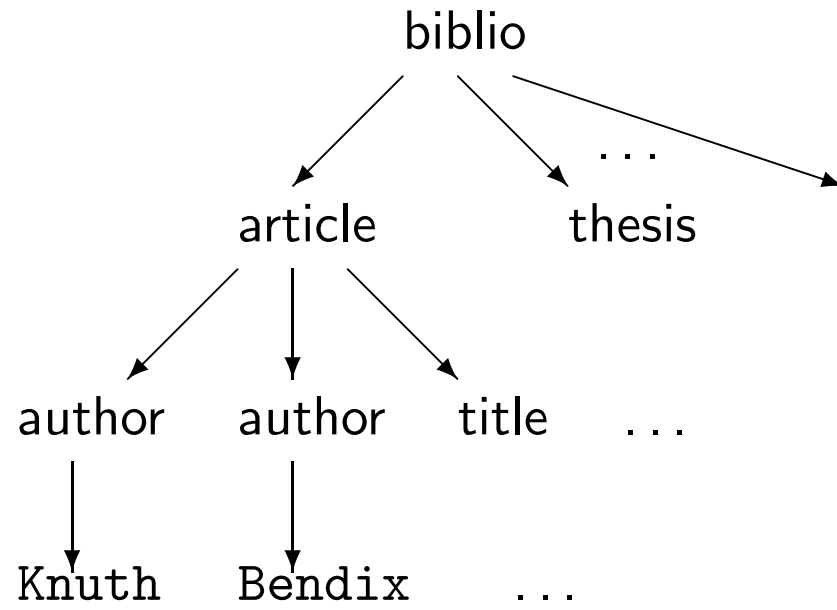 biblio
. . .
article thesis
author author title . . .
Knuth Bendix . . .